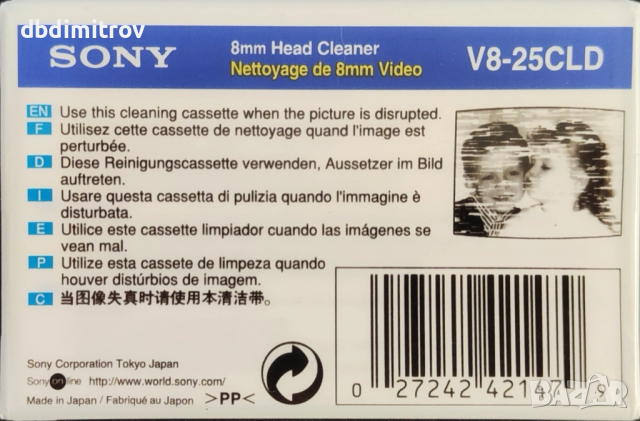 dbdimitrov
SONY
8mm Head Cleaner
Nettoyage de 8mm Video
V8-25CLD
EN Use this cleaning cassette when the picture is disrupted.
F Utilisez cette cassette de nettoyage quand l'image est
perturbée.
D Diese Reinigungscassette verwenden, Aussetzer im Bild
auftreten.
I Usare questa cassetta di pulizia quando l'immagine è
disturbata.
E Utilice este cassette limpiador cuando las imágenes se
vean mal.
P Utilize esta cassete de limpeza quando
houver distúrbios de imagem.
C 当图像失真时请使用本清洁带。
Sony Corporation Tokyo Japan
Sony on line http://www.world.sony.com/
Made in Japan / Fabriqué au Japon >PP<
0 27242 42147 9
BAZAR